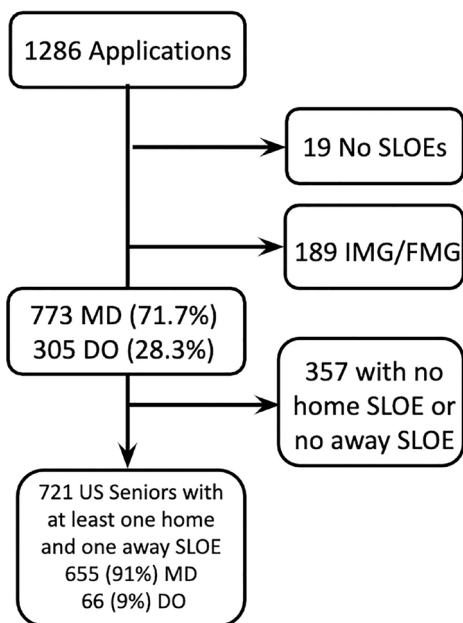 1286 Applications
19 No SLOEs
189 IMG/FMG
773 MD (71.7%)
305 DO (28.3%)
357 with no
home SLOE or
no away SLOE
721 US Seniors with
at least one home
and one away SLOE
655 (91%) MD
66 (9%) DO